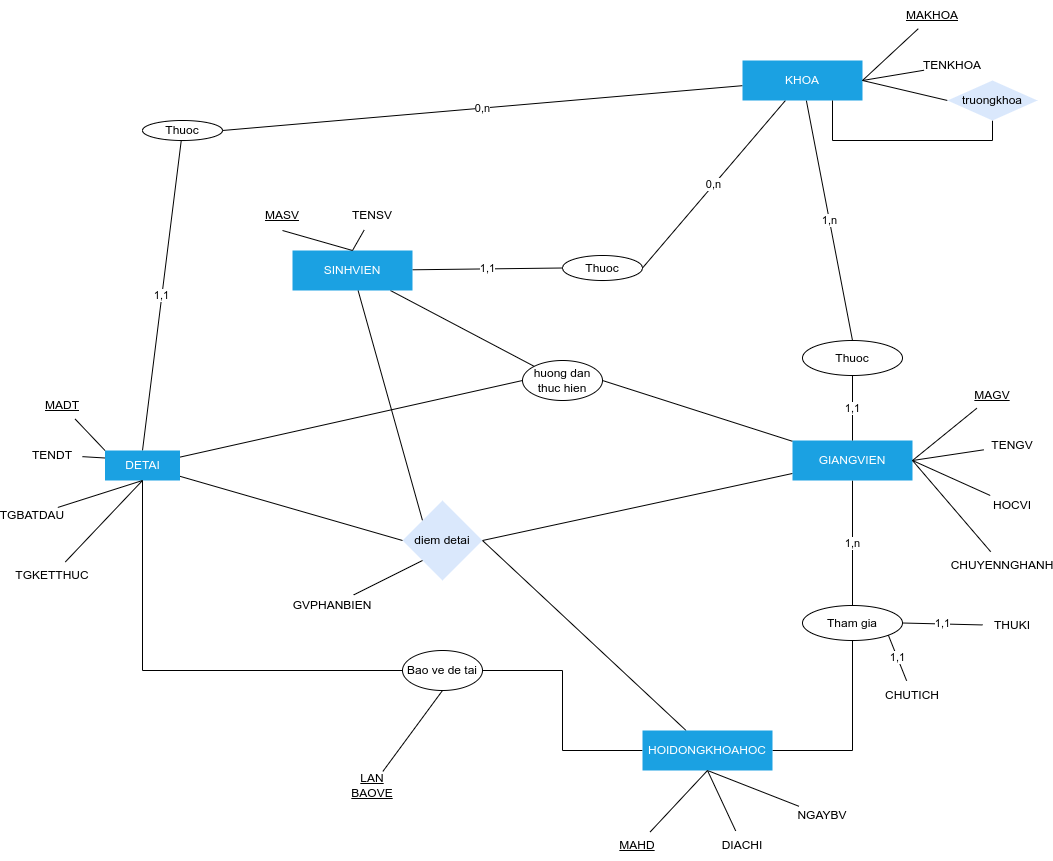 MAKHOA
TENKHOA
KHOA
truongkhoa
0,n
Thuoc
0,n
MASV
TENSV
1,n
SINHVIEN
1,1
Thuoc
1,1
Thuoc
huong dan
thuc hien
MAGV
MADT
1,1
TENGV
TENDT
DETAI
GIANGVIEN
HOCVI
TGBATDAU
diem detai
1,n
CHUYENNGHANH
TGKETTHUC
GVPHANBIEN
Tham gia
1,1
THUKI
1,1
Bao ve de tai
CHUTICH
HOIDONGKHOAHOC
LAN
BAOVE
NGAYBV
MAHD
DIACHI